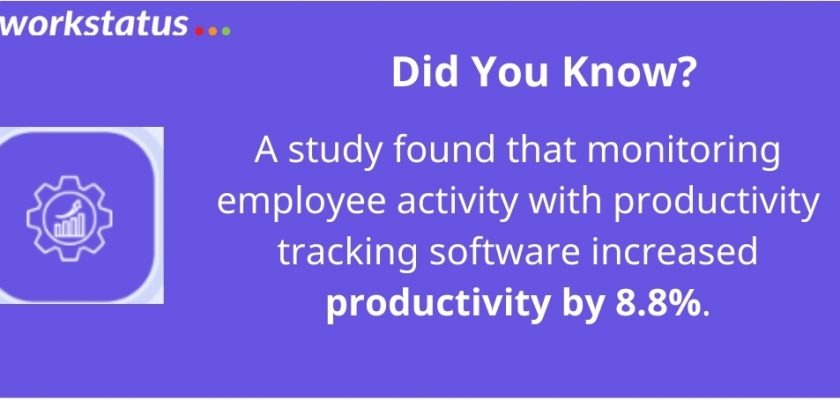 workstatus...
Did You Know?
A study found that monitoring
employee activity with productivity
tracking software increased
productivity by 8.8%.